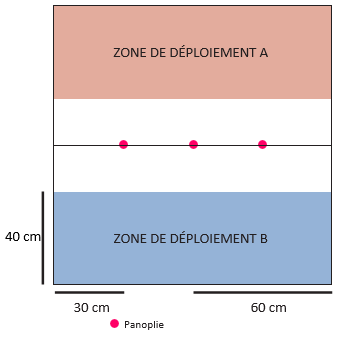 ZONE DE DÉPLOIEMENT A
40 cm
ZONE DE DÉPLOIEMENT B
30 cm
60 cm
Panoplie